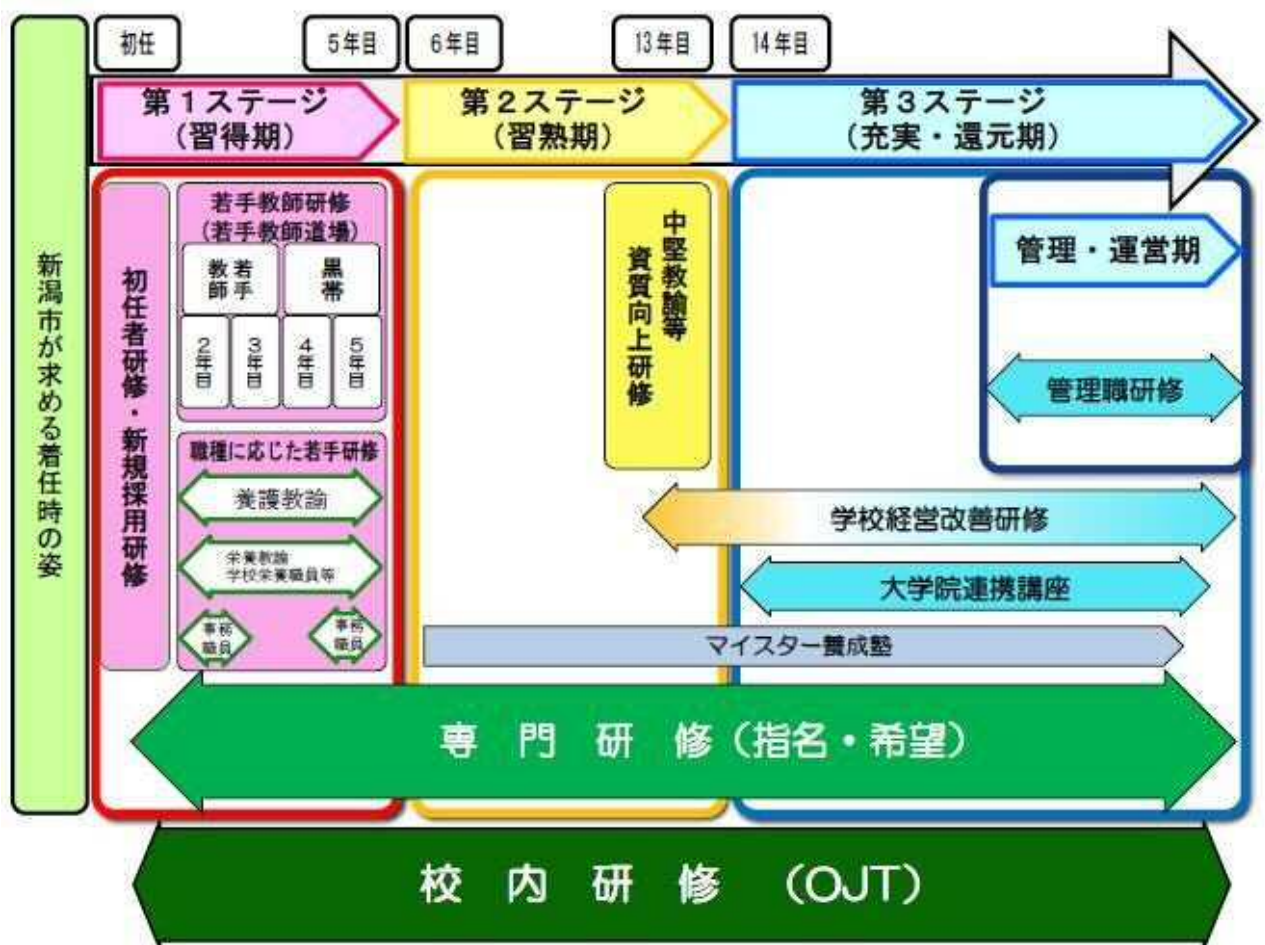 新潟市が求める着任時の姿
初任
5年目
6年目
13年目
14年目
第1ステージ
(習得期)
第2ステージ
(習熟期)
第3ステージ
(充実・還元期)
初任者研修・新規採用研修
若手教師研修
(若手教師道場)
若手
教師
黒帯
2年目
3年目
4年目
5年目
職種に応じた若手研修
養護教諭
栄養教諭
学校栄養職員等
事務
職員
事務
職員
中堅教諭等
資質向上研修
管理・運営期
管理職研修
学校経営改善研修
大学院連携講座
マイスター養成塾
専門研修(指名・希望)
校内研修 (OJT)